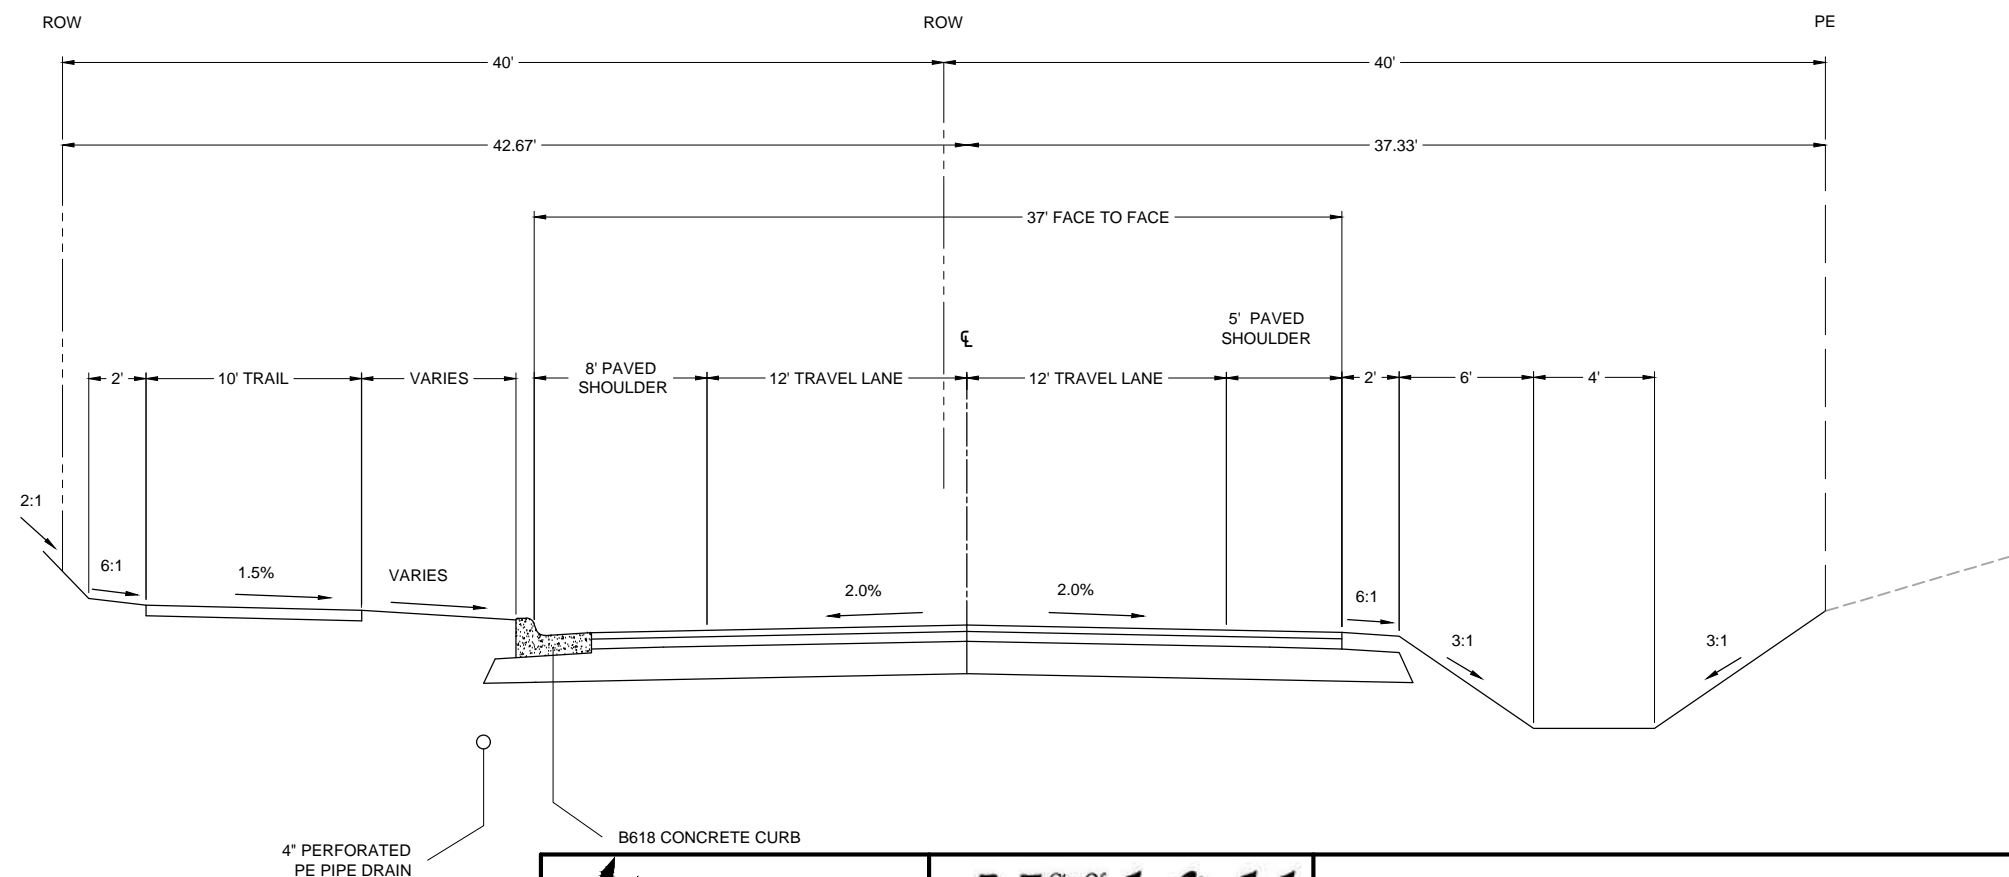 ROW
ROW
PE
40'
40'
42.67'
37.33'
37' FACE TO FACE
5' PAVED
SHOULDER
℄
8' PAVED
SHOULDER
2'
10' TRAIL
VARIES
12' TRAVEL LANE
12' TRAVEL LANE
2'
6'
4'
2:1
6:1
1.5%
VARIES
2.0%
2.0%
6:1
3:1
3:1
B618 CONCRETE CURB
4" PERFORATED
PE PIPE DRAIN